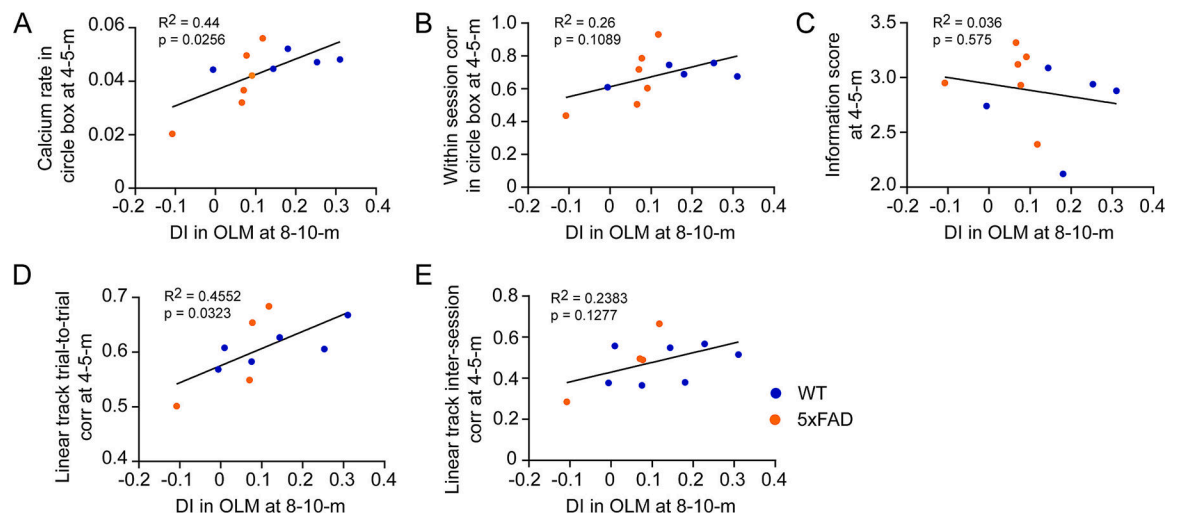 A
R2 = 0.44
p = 0.0256
Calcium rate in
circle box at 4-5-m
0.06
0.04
0.02
0
-0.2 -0.1 0 0.1 0.2 0.3 0.4
DI in OLM at 8-10-m
B
R2 = 0.26
p = 0.1089
Within session corr
in circle box at 4-5-m
1.0
0.8
0.6
0.4
0.2
0
-0.2 -0.1 0 0.1 0.2 0.3 0.4
DI in OLM at 8-10-m
C
R2 = 0.036
p = 0.575
Information score
at 4-5-m
3.5
3.0
2.5
2.0
-0.2 -0.1 0 0.1 0.2 0.3 0.4
DI in OLM at 8-10-m
D
R2 = 0.4552
p = 0.0323
Linear track trial-to-trial
corr at 4-5-m
0.7
0.6
0.5
0.4
-0.2 -0.1 0 0.1 0.2 0.3 0.4
DI in OLM at 8-10-m
E
R2 = 0.2383
p = 0.1277
Linear track inter-session
corr at 4-5-m
0.8
0.6
0.4
0.2
0
-0.2 -0.1 0 0.1 0.2 0.3 0.4
DI in OLM at 8-10-m
WT
5xFAD